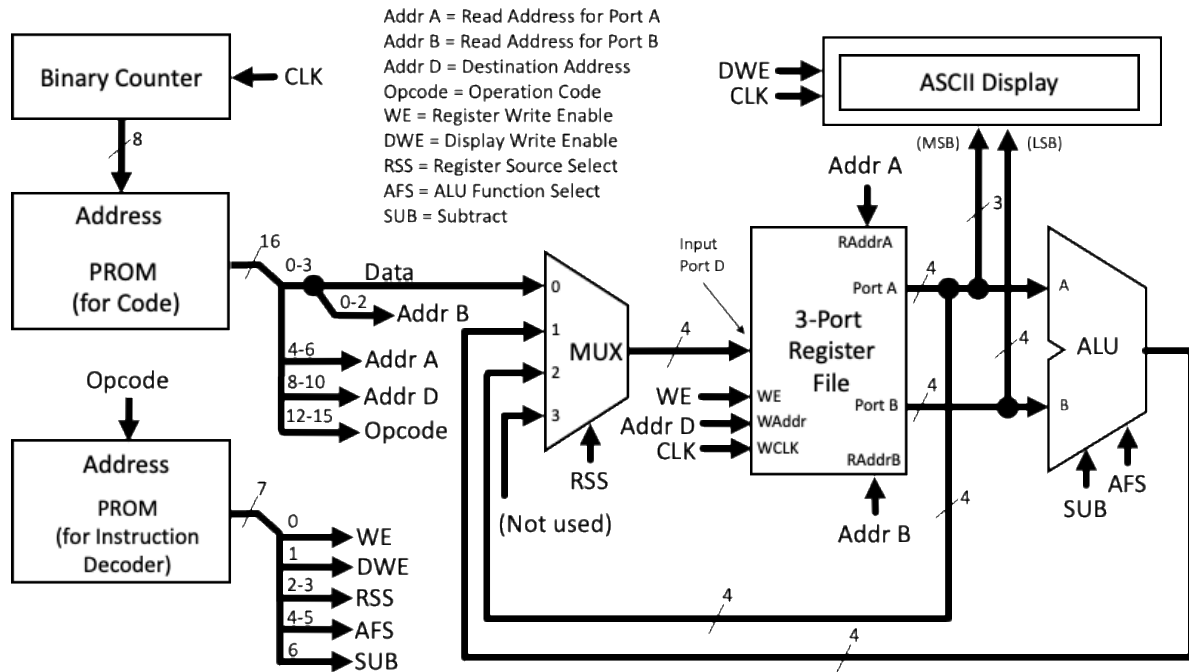 Addr A = Read Address for Port A
Addr B = Read Address for Port B
Addr D = Destination Address
Opcode = Operation Code
WE = Register Write Enable
DWE = Display Write Enable
RSS = Register Source Select
AFS = ALU Function Select
SUB = Subtract
Binary Counter
CLK
8
Address
PROM
(for Code)
16
0-3
Data
0-2
Addr B
4-6
Addr A
8-10
Addr D
12-15
Opcode
Opcode
Address
PROM
(for Instruction
Decoder)
7
0
WE
1
DWE
2-3
RSS
4-5
AFS
6
SUB
0
1
2
3
MUX
RSS
(Not used)
4
Input
Port D
WE
Addr D
CLK
Addr A
RAddrA
Port A
3-Port
Register
File
WE
Port B
WAddr
WCLK
RAddrB
Addr B
4
4
DWE
CLK
ASCII Display
(MSB)
(LSB)
3
4
A
ALU
B
AFS
SUB
4
4
4